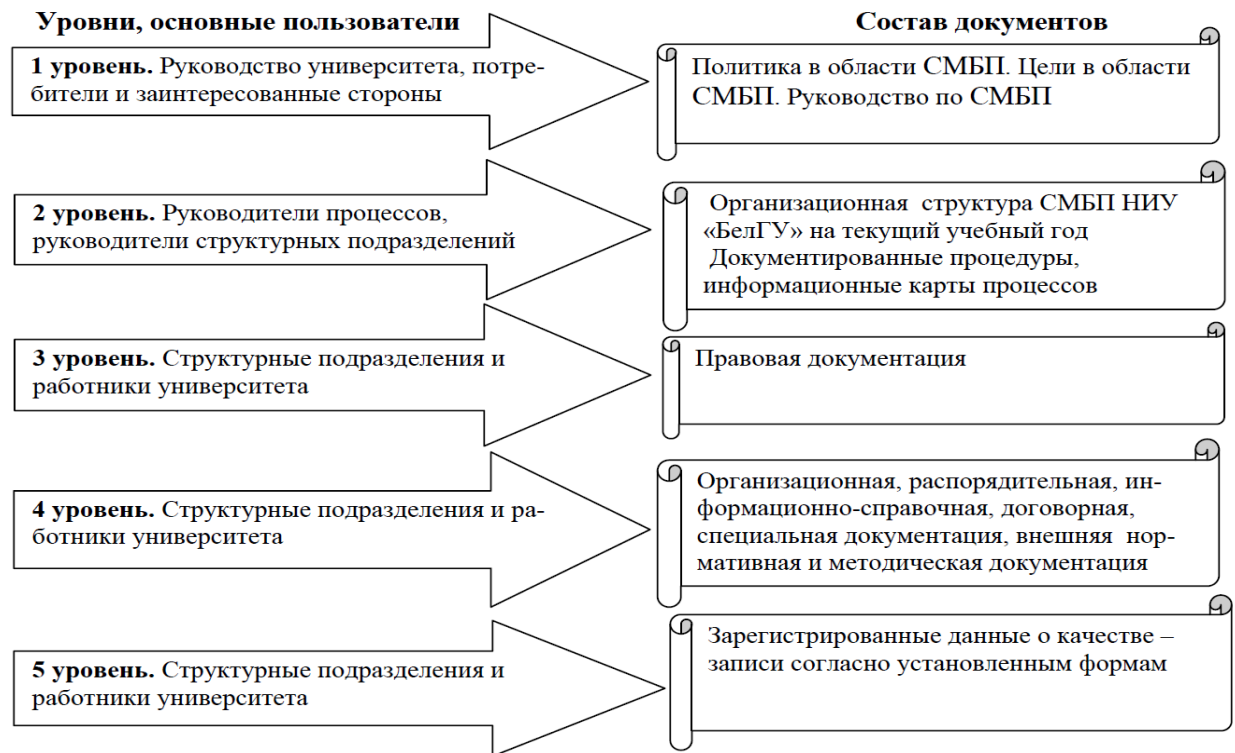 Уровни, основные пользователи
Состав документов
1 уровень. Руководство университета, потре-
бители и заинтересованные стороны
Политика в области СМБП. Цели в области
СМБП. Руководство по СМБП
2 уровень. Руководители процессов,
руководители структурных подразделений
Организационная структура СМБП НИУ
«БелГУ» на текущий учебный год
Документированные процедуры,
информационные карты процессов
3 уровень. Структурные подразделения и
работники университета
Правовая документация
4 уровень. Структурные подразделения и ра-
ботники университета
Организационная, распорядительная, ин-
формационно-справочная, договорная,
специальная документация, внешняя нор-
мативная и методическая документация
5 уровень. Структурные подразделения и
работники университета
Зарегистрированные данные о качестве –
записи согласно установленным формам